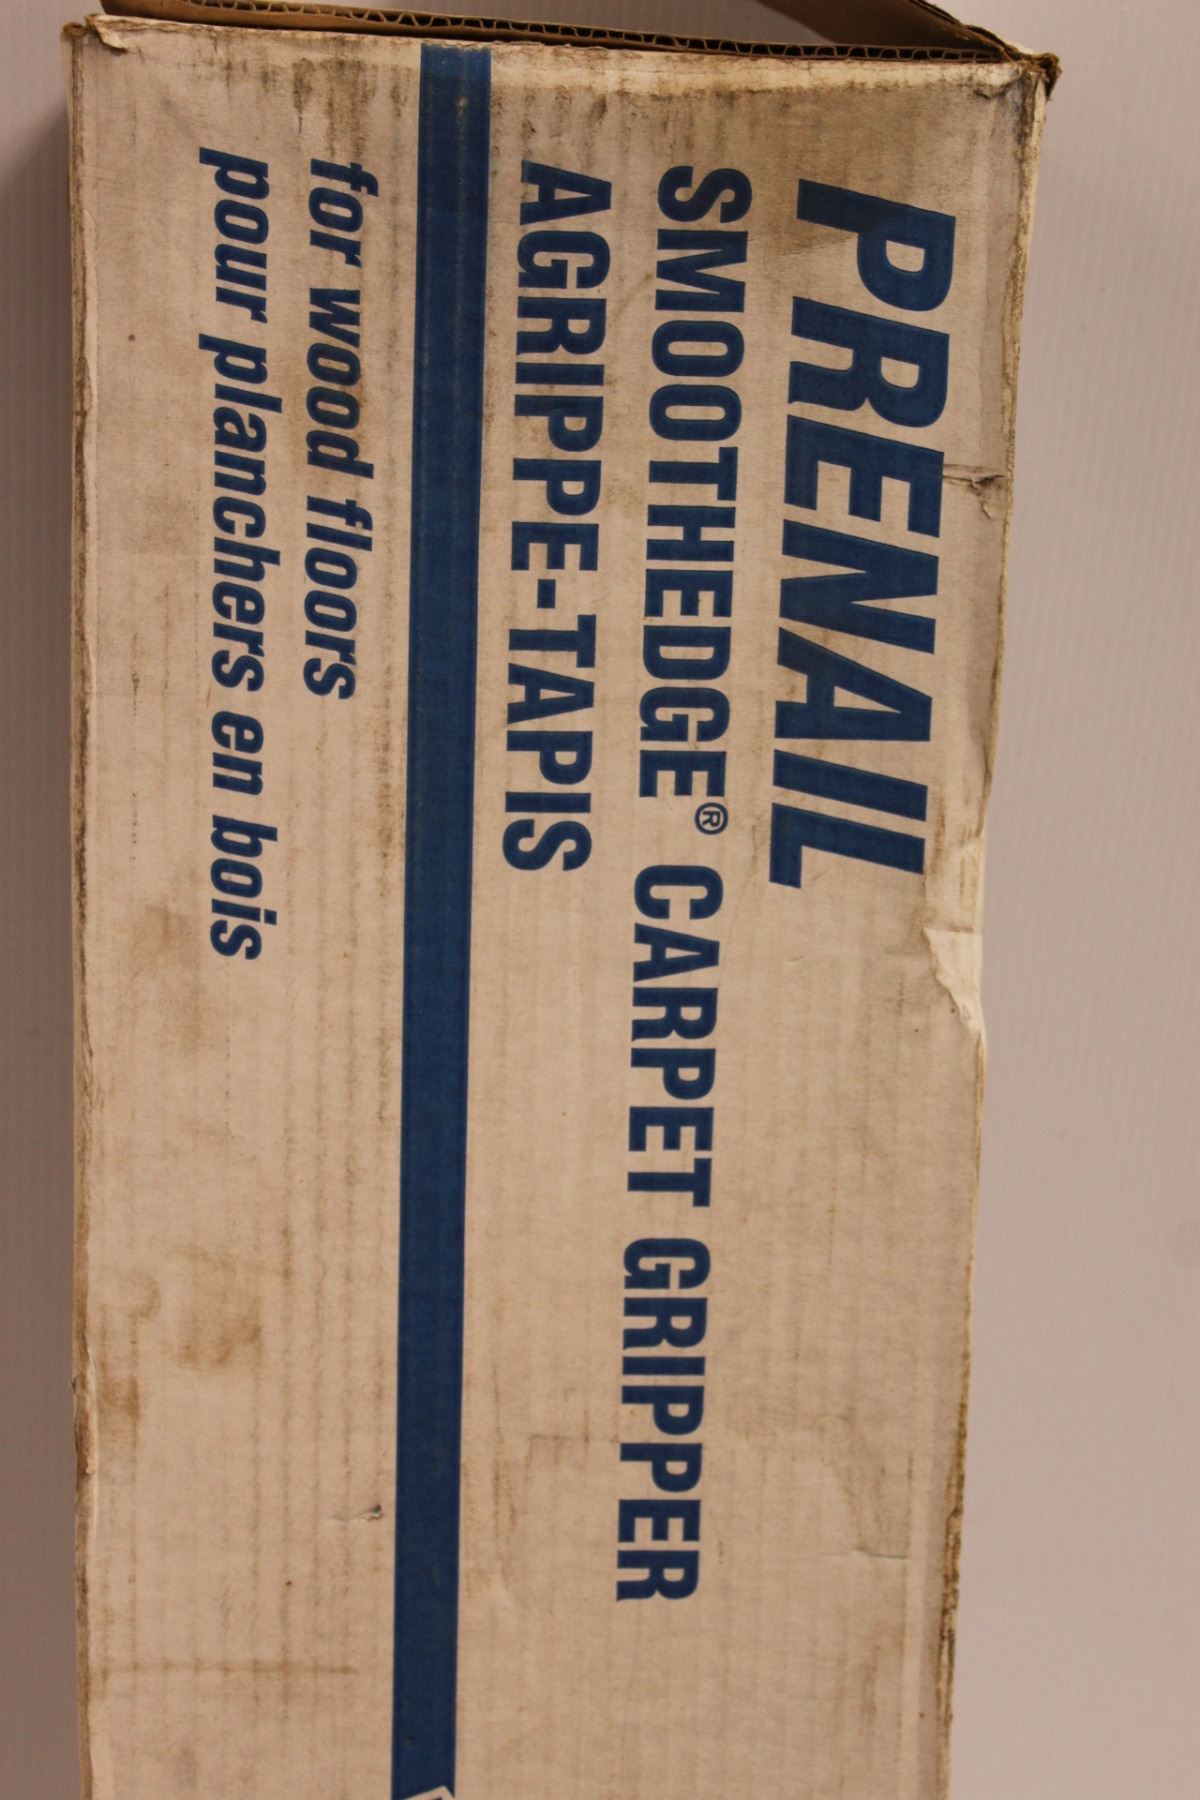 PRENAIL
SMOOTHEDGE® CARPET GRIPPER
AGRIPPE-TAPIS
for wood floors
pour planchers en bois